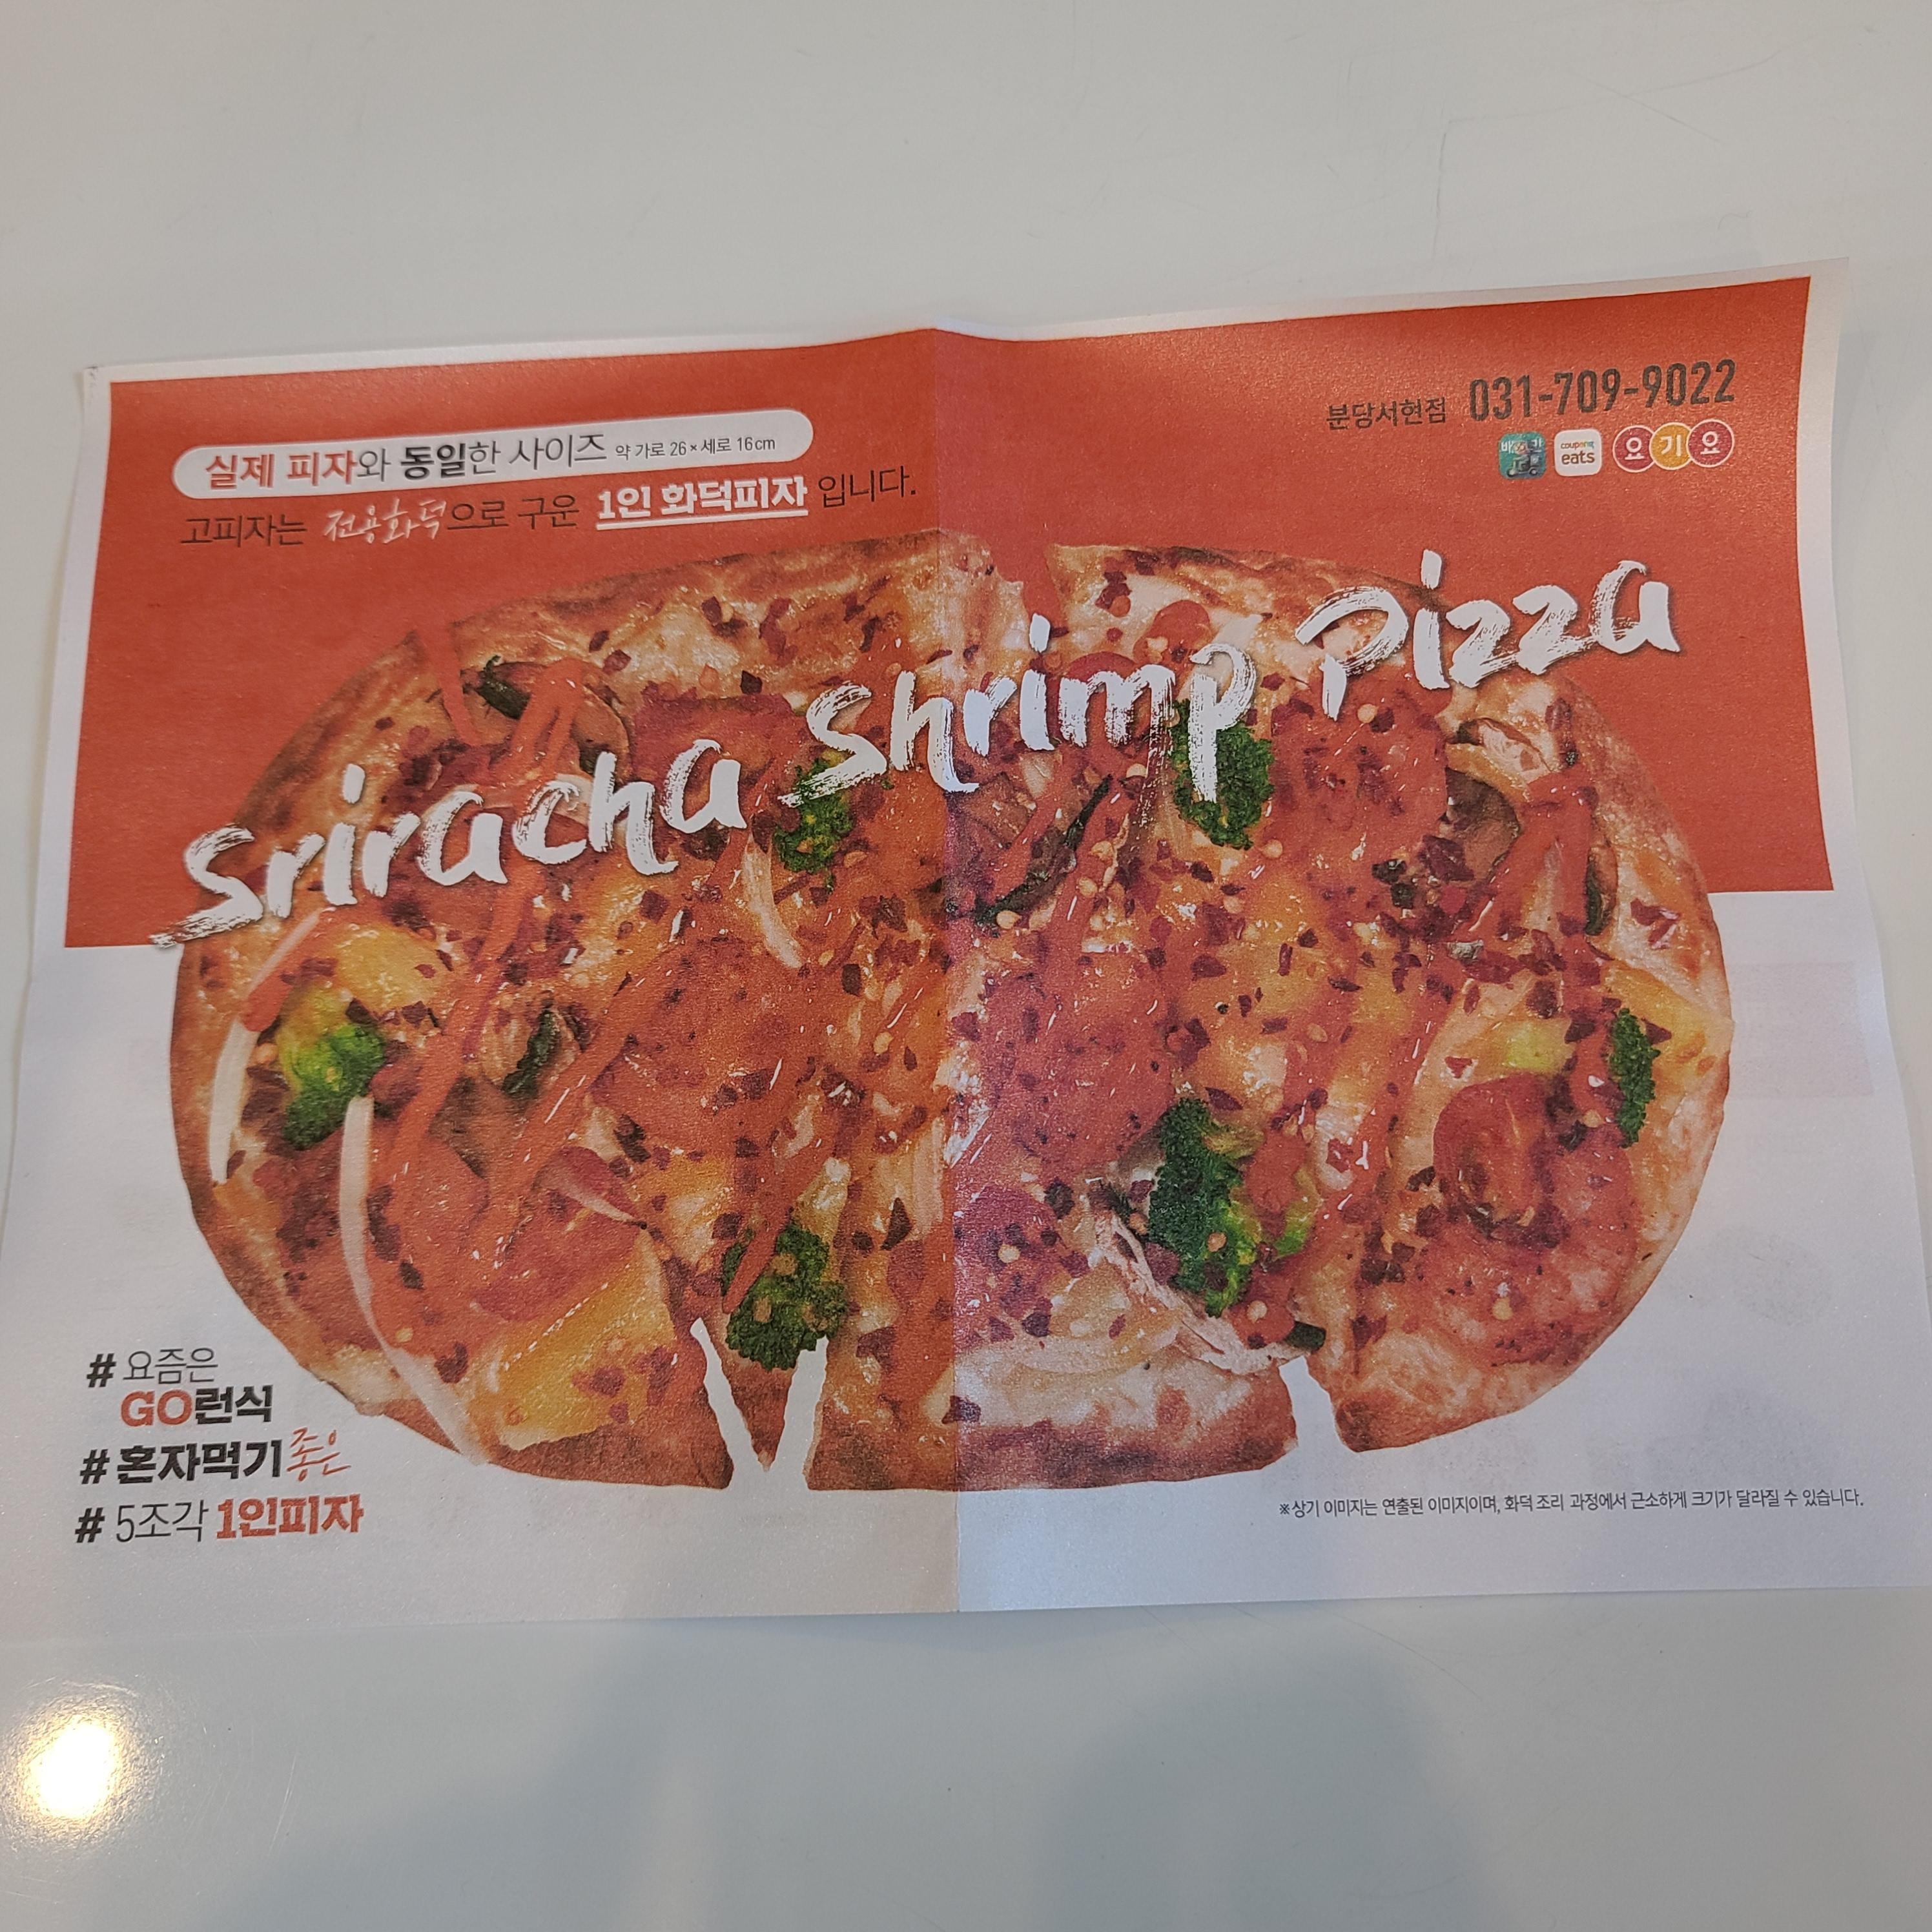 실제 피자와 동일한 사이즈 약 가로 26×세로 16cm
고피자는 전용화덕으로 구운 1인 화덕피자 입니다.
분당서현점 031-709-9022
coupang eats
요기요
sriracha shrimp pizza
# 요즘은
GO런식
# 혼자먹기 좋은
# 5조각 1인피자
※상기 이미지는 연출된 이미지이며, 화덕 조리 과정에서 근소하게 크기가 달라질 수 있습니다.